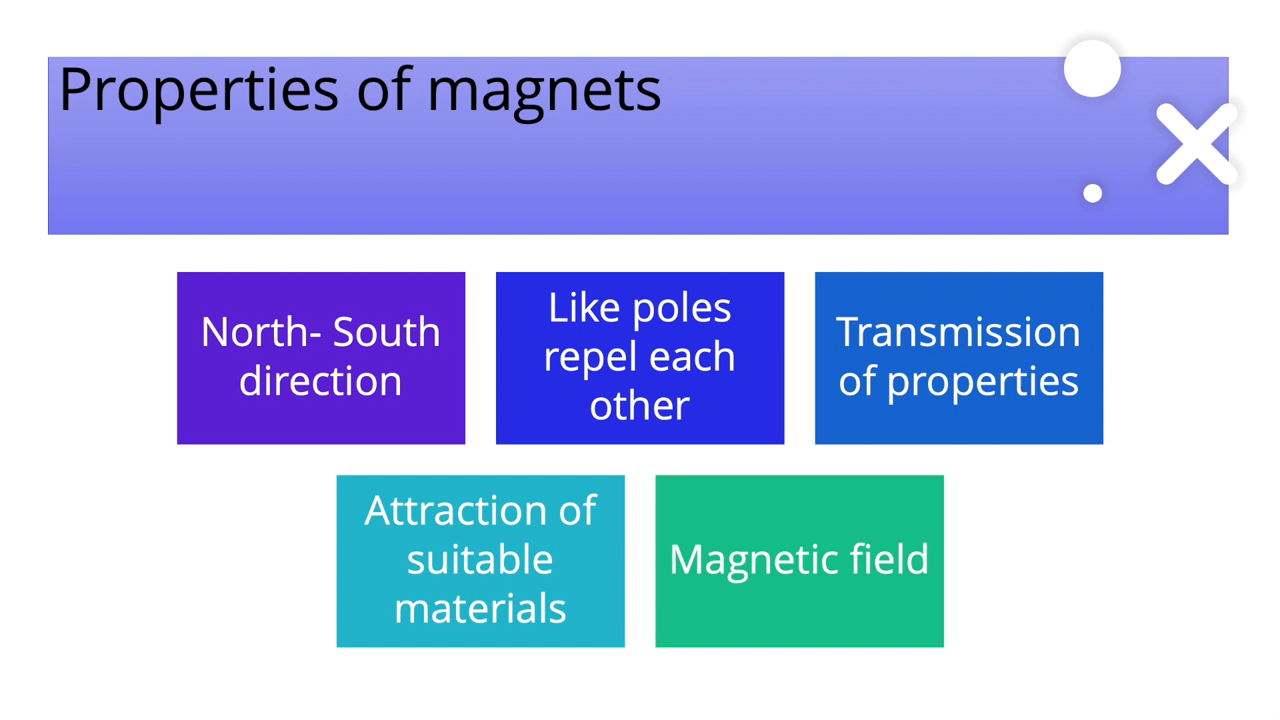 Properties of magnets
North- South
direction
Like poles
repel each
other
Transmission
of properties
Attraction of
suitable
materials
Magnetic field